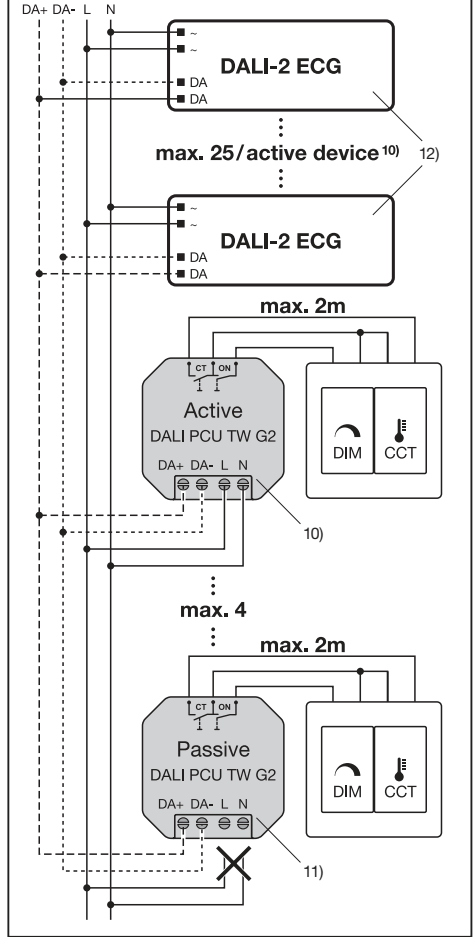 DA+ DA- L N
~
~
DALI-2 ECG
DA
DA
max. 25/active device 10)
12)
~
~
DALI-2 ECG
DA
DA
max. 2m
CT ON
Active
DALI PCU TW G2
DA+ DA- L N
DIM CCT
10)
max. 4
max. 2m
CT ON
Passive
DALI PCU TW G2
DA+ DA- L N
DIM CCT
11)